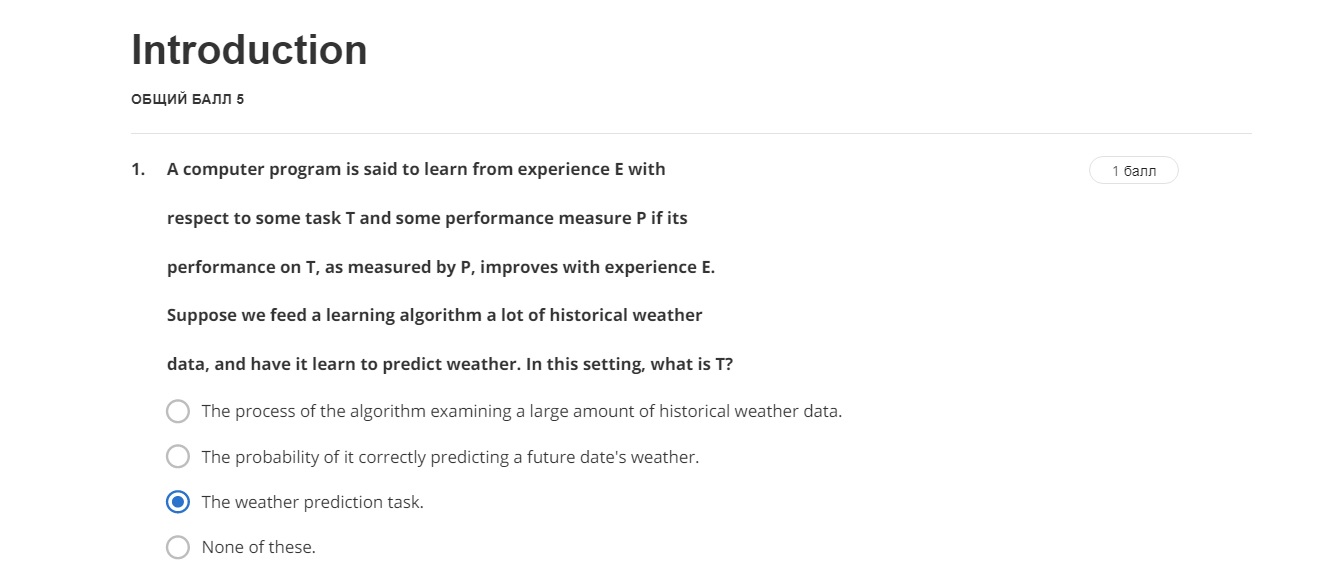 Introduction
ОБЩИЙ БАЛЛ 5
1. A computer program is said to learn from experience E with
1 балл
respect to some task T and some performance measure P if its
performance on T, as measured by P, improves with experience E.
Suppose we feed a learning algorithm a lot of historical weather
data, and have it learn to predict weather. In this setting, what is T?
The process of the algorithm examining a large amount of historical weather data.
The probability of it correctly predicting a future date's weather.
The weather prediction task.
None of these.